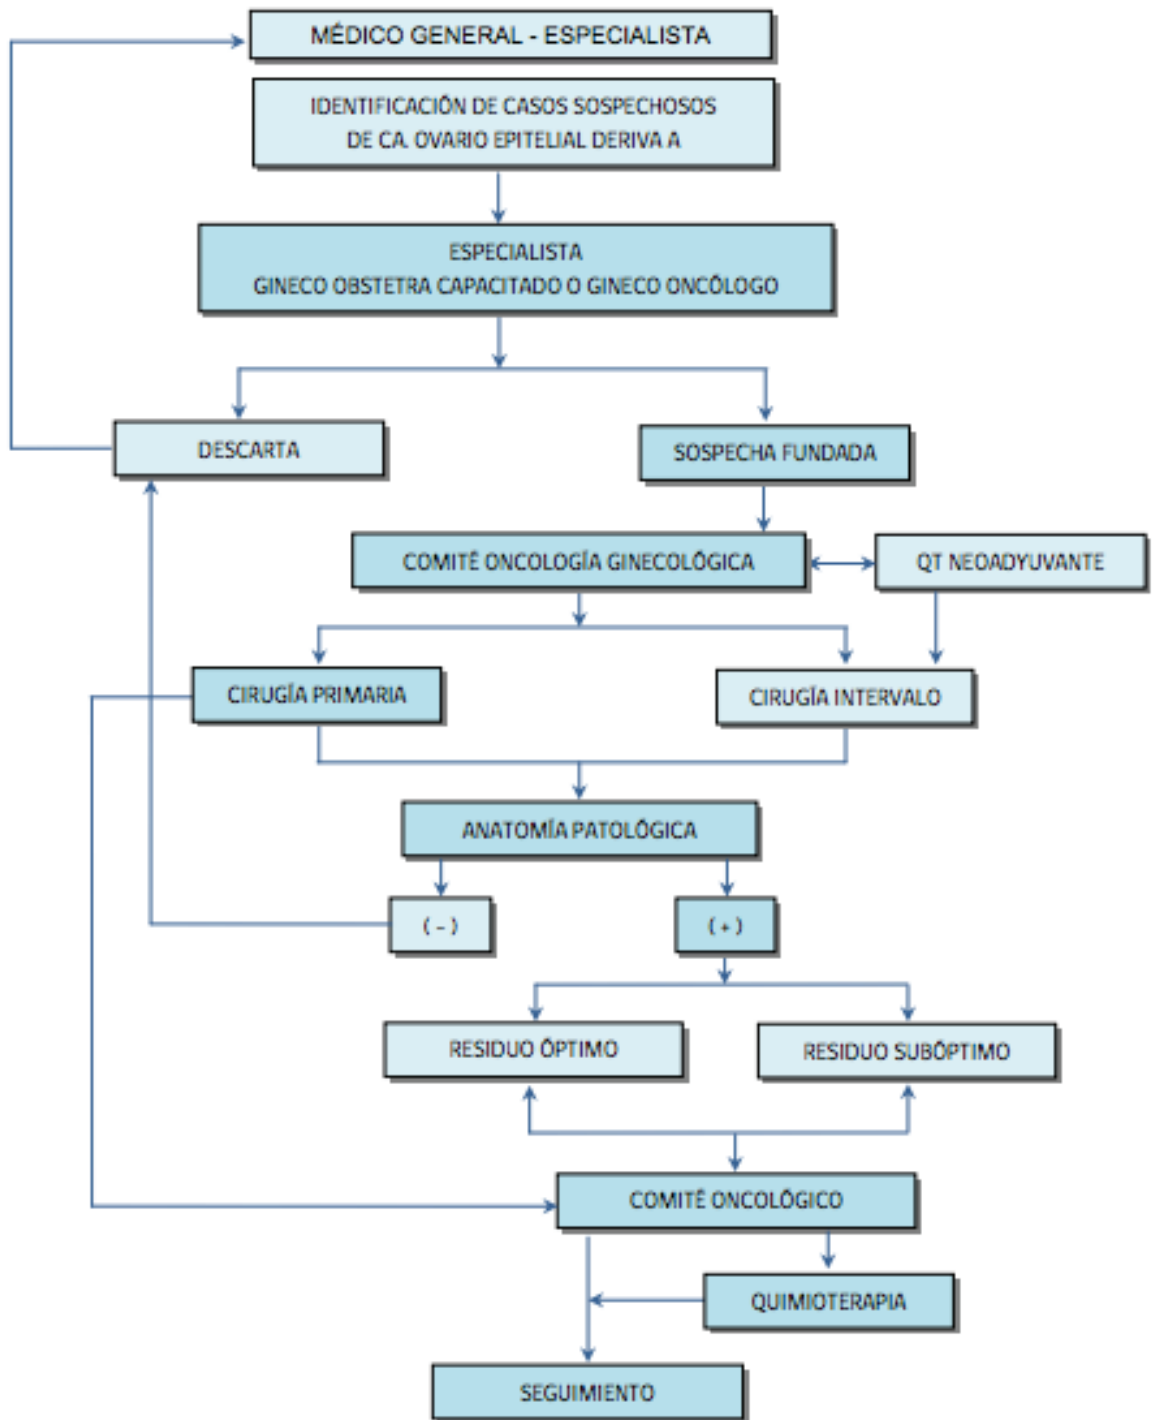 MÉDICO GENERAL - ESPECIALISTA
IDENTIFICACIÓN DE CASOS SOSPECHOSOS
DE CA. OVARIO EPITELIAL DERIVA A
ESPECIALISTA
GINECO OBSTETRA CAPACITADO O GINECO ONCÓLOGO
DESCARTA
SOSPECHA FUNDADA
COMITÉ ONCOLOGÍA GINECOLÓGICA
QT NEOADYUVANTE
CIRUGÍA PRIMARIA
CIRUGÍA INTERVALO
ANATOMÍA PATOLÓGICA
( - )
( + )
RESIDUO ÓPTIMO
RESIDUO SUBÓPTIMO
COMITÉ ONCOLÓGICO
QUIMIOTERAPIA
SEGUIMIENTO